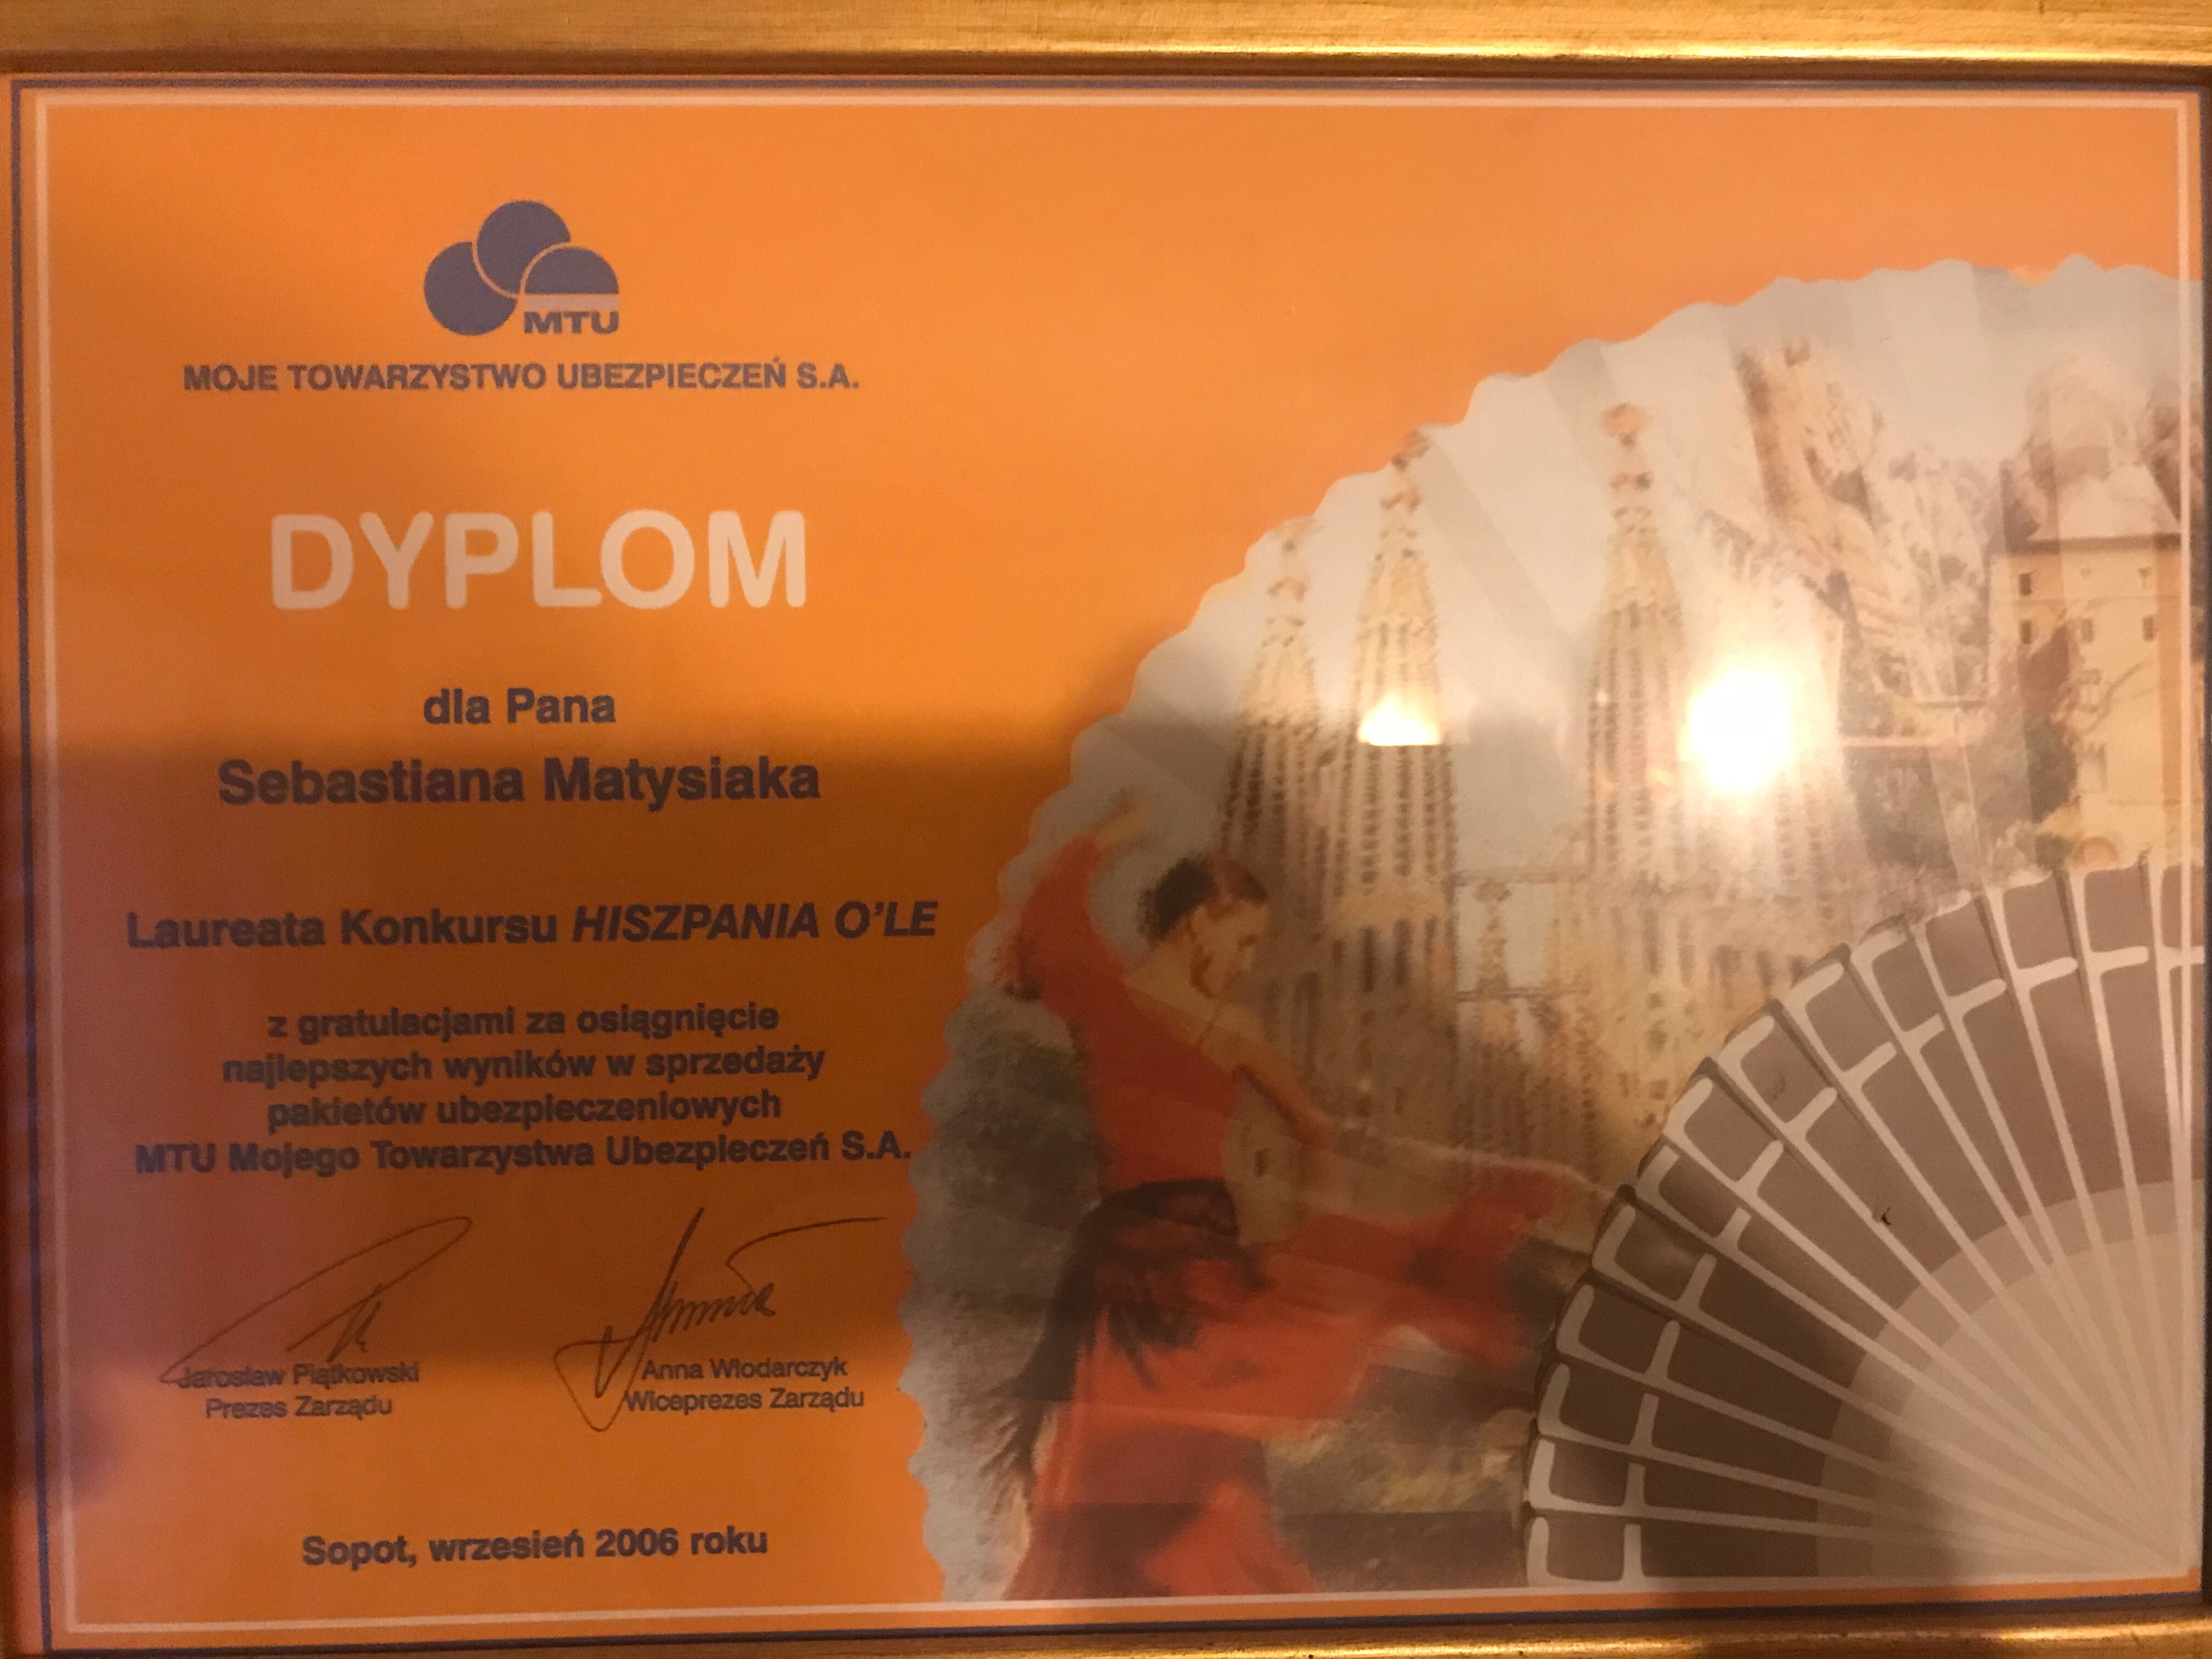 MTU
MOJE TOWARZYSTWO UBEZPIECZEŃ S.A.
DYPLOM
dla Pana
Sebastiana Matysiaka
Laureata Konkursu HISZPANIA O'LE
z gratulacjami za osiągnięcie
najlepszych wyników w sprzedaży
pakietów ubezpieczeniowych
MTU Mojego Towarzystwa Ubezpieczeń S.A.
Jarosław Piątkowski
Prezes Zarządu
Anna Włodarczyk
Wiceprezes Zarządu
Sopot, wrzesień 2006 roku